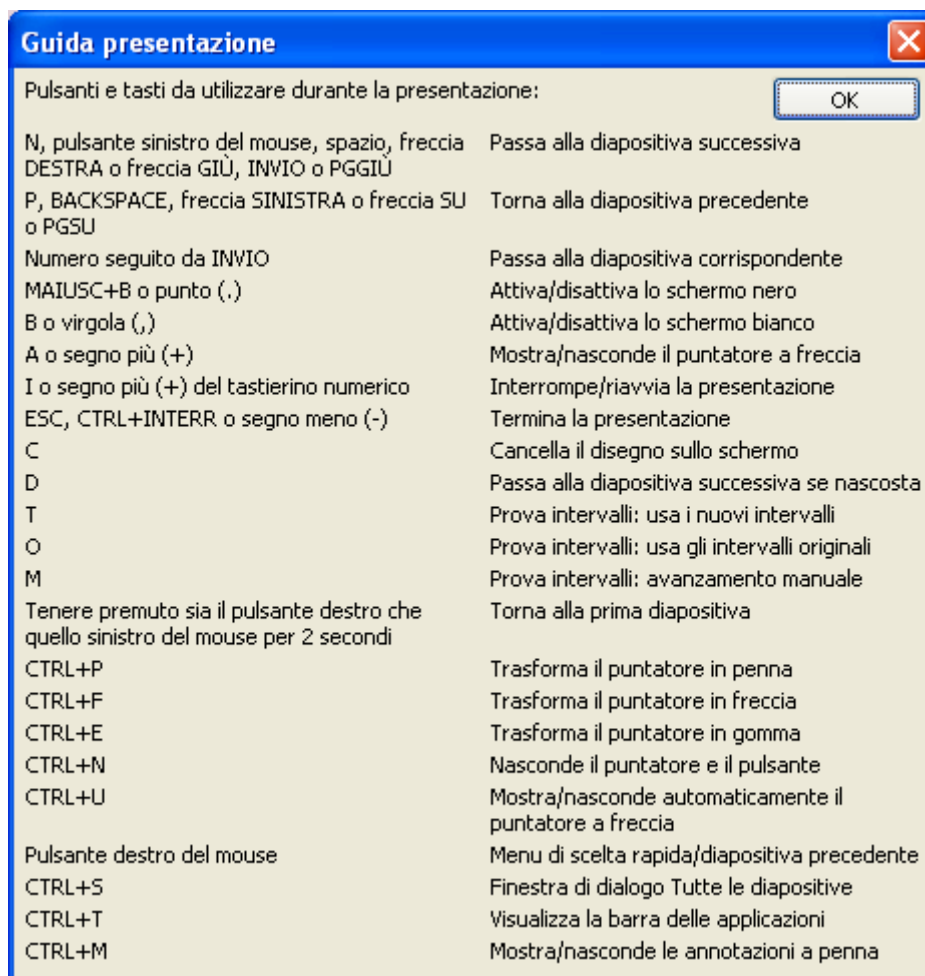 Guida presentazione
Pulsanti e tasti da utilizzare durante la presentazione:
OK
N, pulsante sinistro del mouse, spazio, freccia DESTRA o freccia GIÙ, INVIO o PGGIÙ
Passa alla diapositiva successiva
P, BACKSPACE, freccia SINISTRA o freccia SU o PGSU
Torna alla diapositiva precedente
Numero seguito da INVIO
Passa alla diapositiva corrispondente
MAIUSC+B o punto (.)
Attiva/disattiva lo schermo nero
B o virgola (,)
Attiva/disattiva lo schermo bianco
A o segno più (+)
Mostra/nasconde il puntatore a freccia
I o segno più (+) del tastierino numerico
Interrompe/riavvia la presentazione
ESC, CTRL+INTERR o segno meno (-)
Termina la presentazione
C
Cancella il disegno sullo schermo
D
Passa alla diapositiva successiva se nascosta
T
Prova intervalli: usa i nuovi intervalli
O
Prova intervalli: usa gli intervalli originali
M
Prova intervalli: avanzamento manuale
Tenere premuto sia il pulsante destro che quello sinistro del mouse per 2 secondi
Torna alla prima diapositiva
CTRL+P
Trasforma il puntatore in penna
CTRL+F
Trasforma il puntatore in freccia
CTRL+E
Trasforma il puntatore in gomma
CTRL+N
Nasconde il puntatore e il pulsante
CTRL+U
Mostra/nasconde automaticamente il puntatore a freccia
Pulsante destro del mouse
Menu di scelta rapida/diapositiva precedente
CTRL+S
Finestra di dialogo Tutte le diapositive
CTRL+T
Visualizza la barra delle applicazioni
CTRL+M
Mostra/nasconde le annotazioni a penna